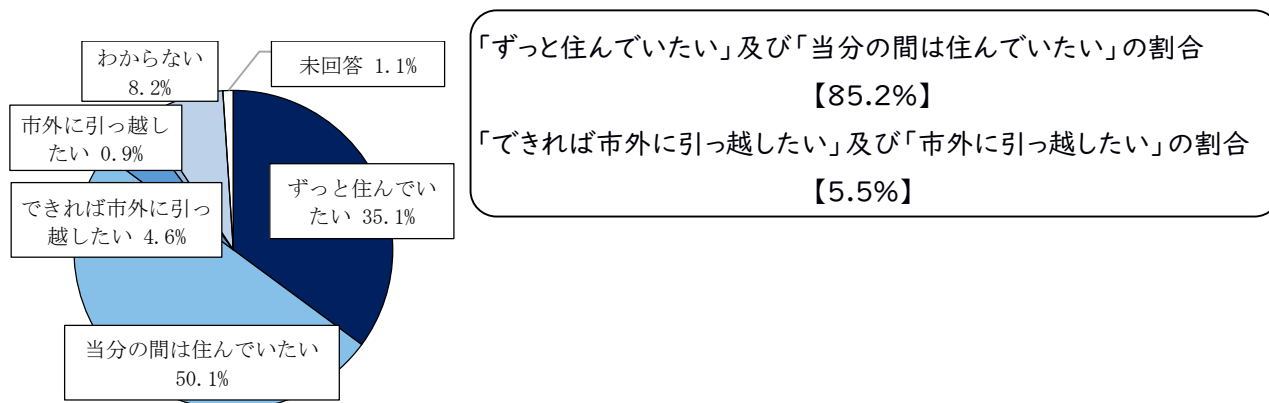 わからない
8.2%
未回答 1.1%
市外に引っ越し
たい 0.9%
ずっと住んでい
たい 35.1%
できれば市外に引っ
越したい 4.6%
当分の間は住んでいたい
50.1%
「ずっと住んでいたい」及び「当分の間は住んでいたい」の割合
【85.2%】
「できれば市外に引っ越したい」及び「市外に引っ越したい」の割合
【5.5%】